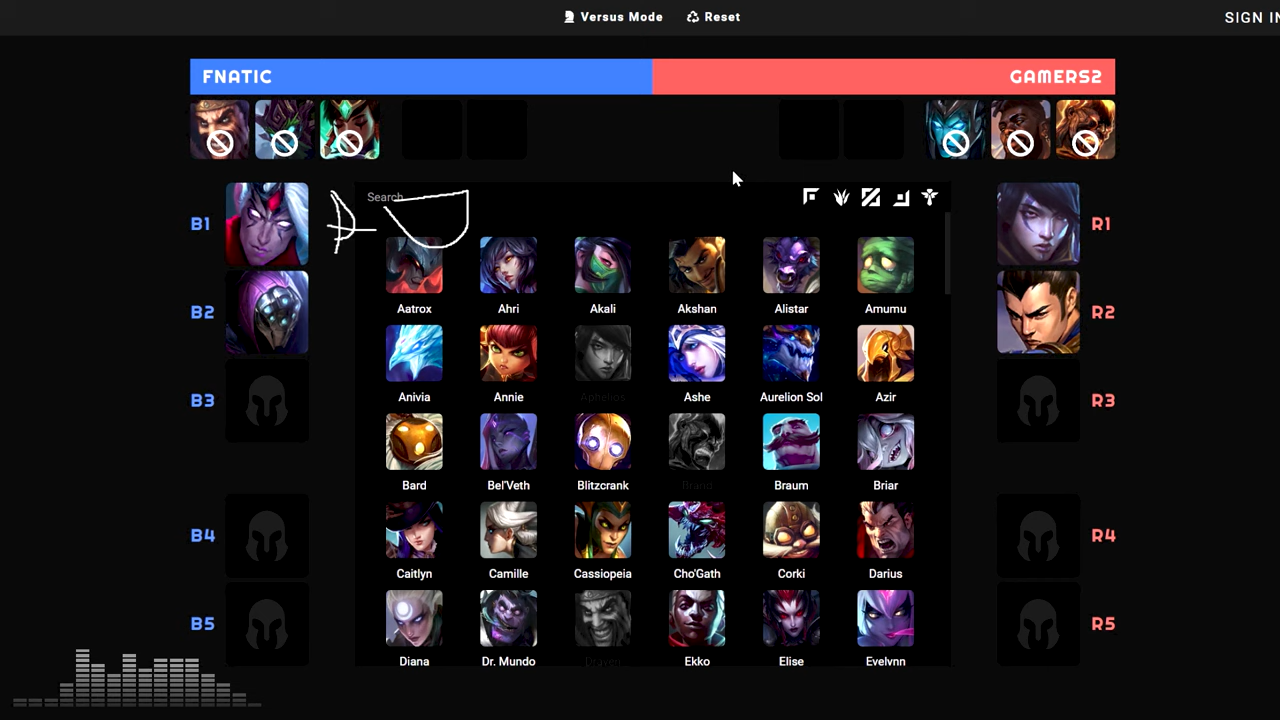 Versus Mode Reset SIGN IN
FNATIC GAMERS2
Search
B1 R1
Aatrox Ahri Akali Akshan Alistar Amumu
B2 R2
Anivia Annie Aphelios Ashe Aurelion Sol Azir
B3 R3
Bard Bel'Veth Blitzcrank Brand Braum Briar
B4 R4
Caitlyn Camille Cassiopeia Cho'Gath Corki Darius
B5 R5
Diana Dr. Mundo Draven Ekko Elise Evelynn